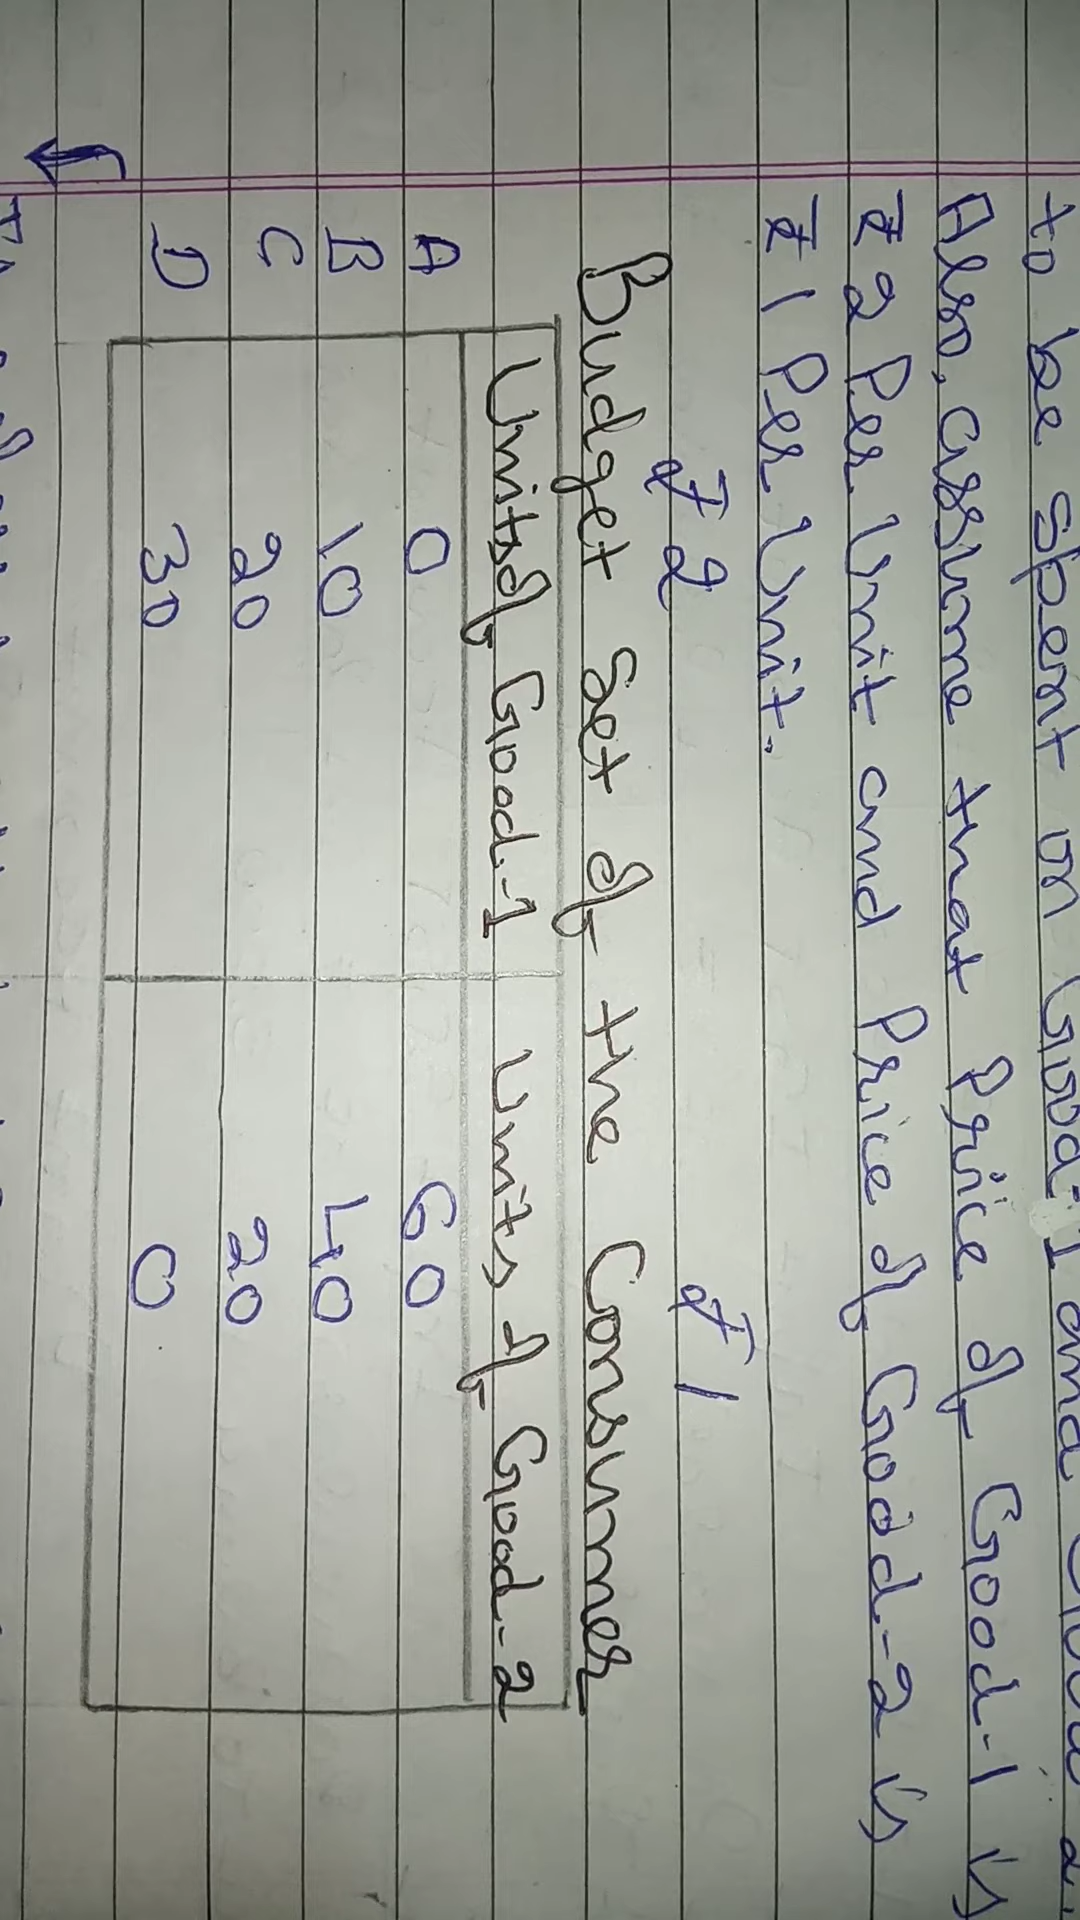 to be spent on Good-1 and
Also, assume that Price of Good-1 is
₹ 2 Per Unit and Price of Good-2 is
₹ 1 Per Unit.
₹ 2 ₹ 1
Budget Set of the Consumer
Units of Good-1 Units of Good-2
A 0 60
B 10 40
C 20 20
D 30 0